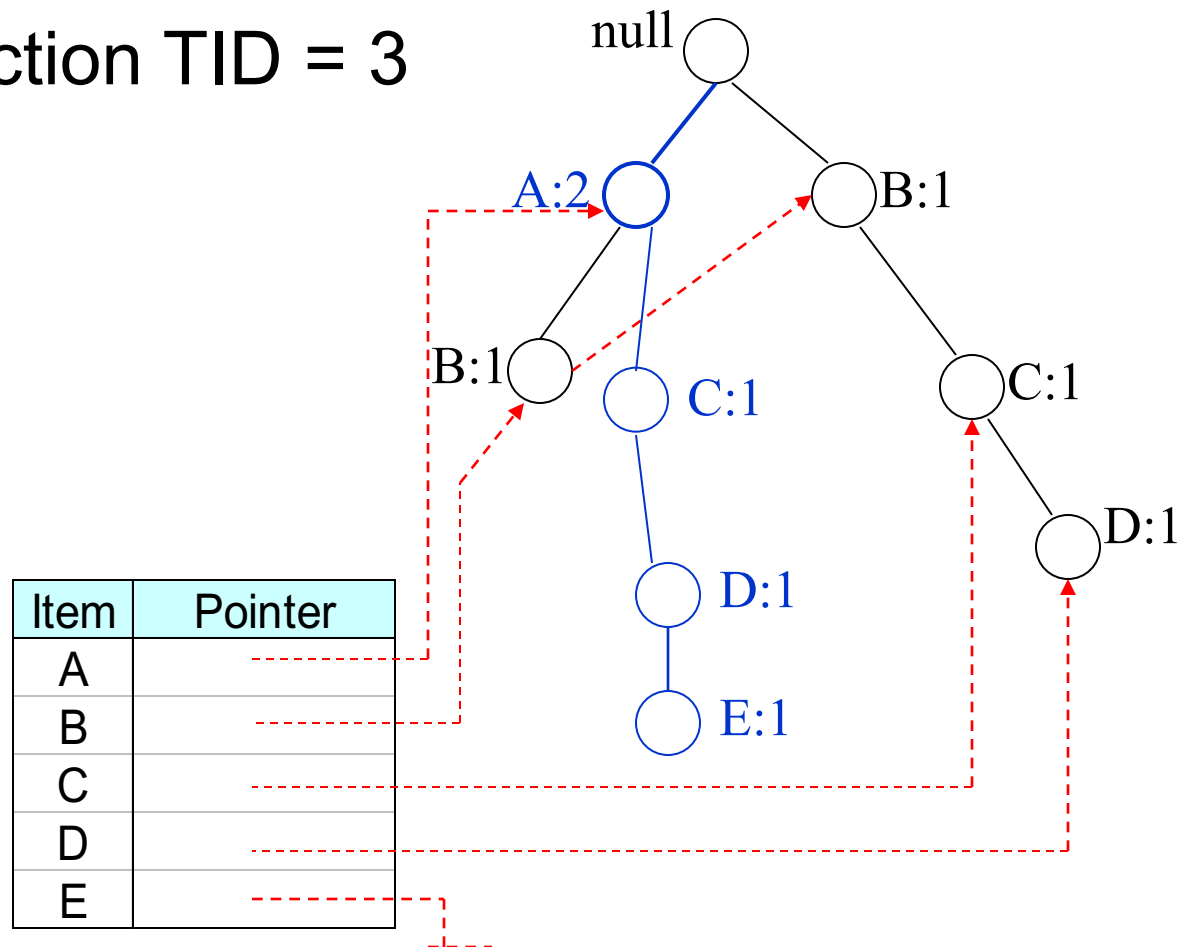 ction TID = 3
null
A:2
B:1
B:1
C:1
C:1
D:1
D:1
E:1
Item Pointer
A
B
C
D
E